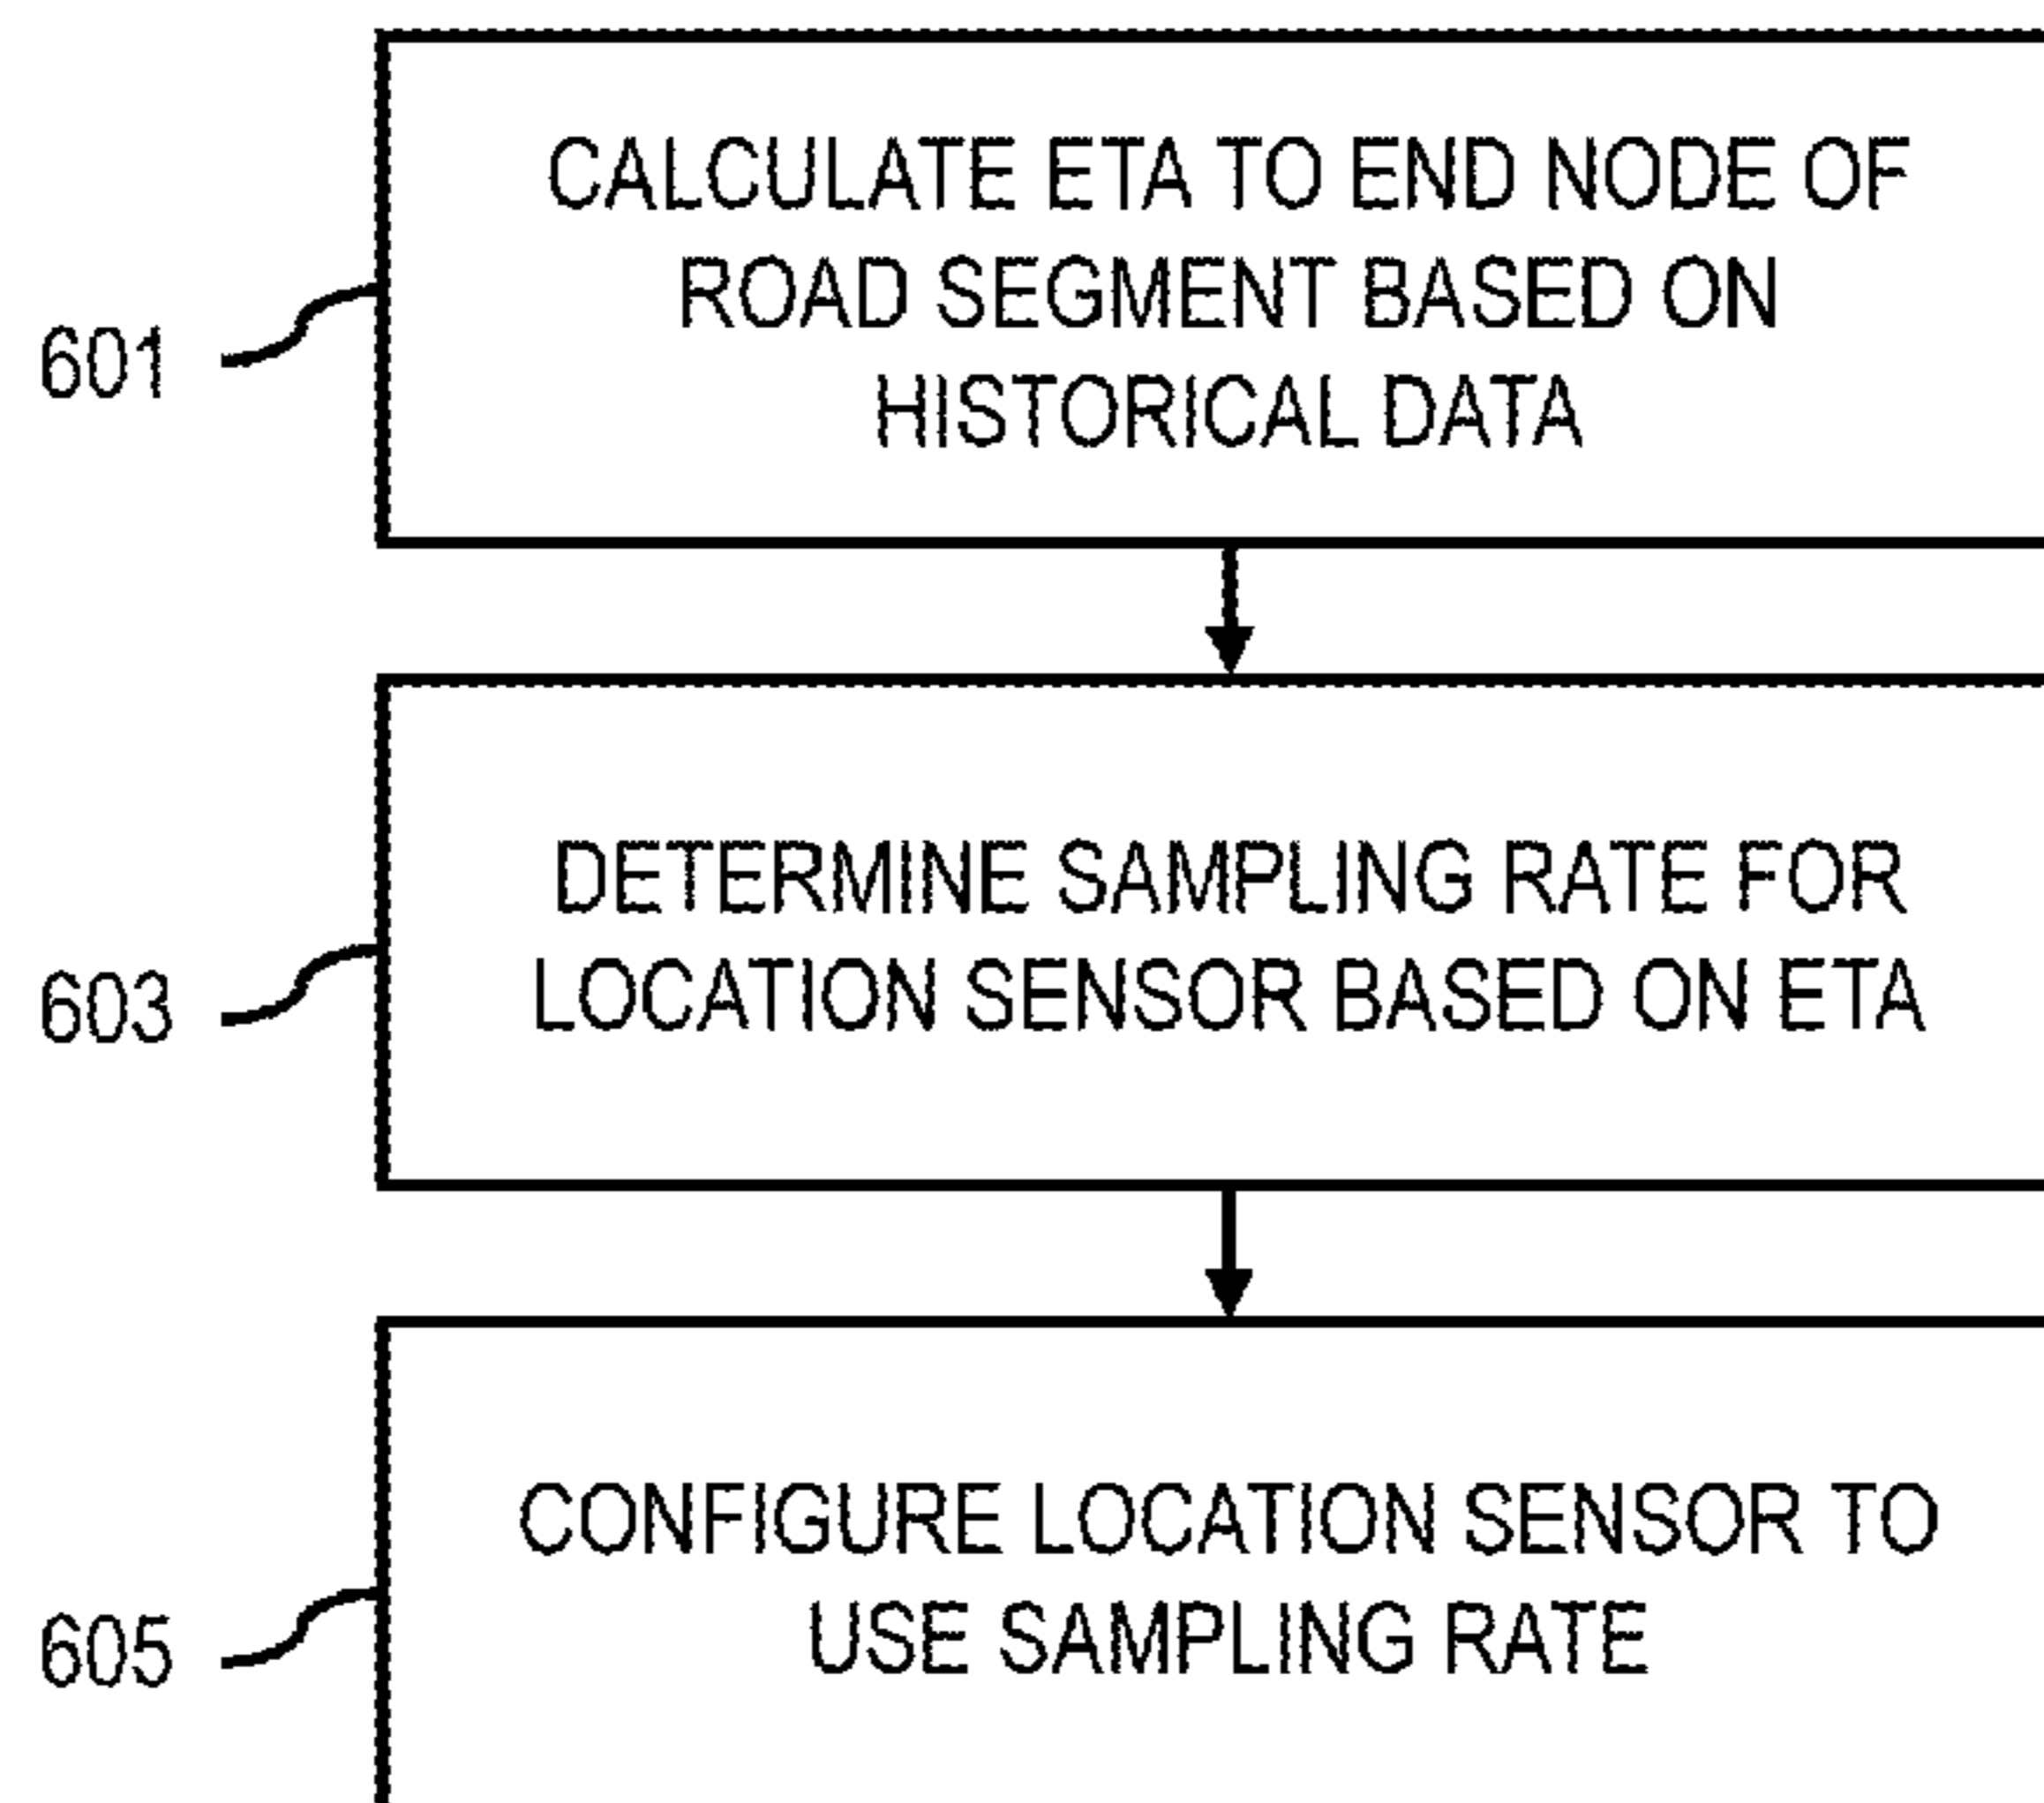 CALCULATE ETA TO END NODE OF
ROAD SEGMENT BASED ON
HISTORICAL DATA
601
DETERMINE SAMPLING RATE FOR
LOCATION SENSOR BASED ON ETA
603
CONFIGURE LOCATION SENSOR TO
USE SAMPLING RATE
605